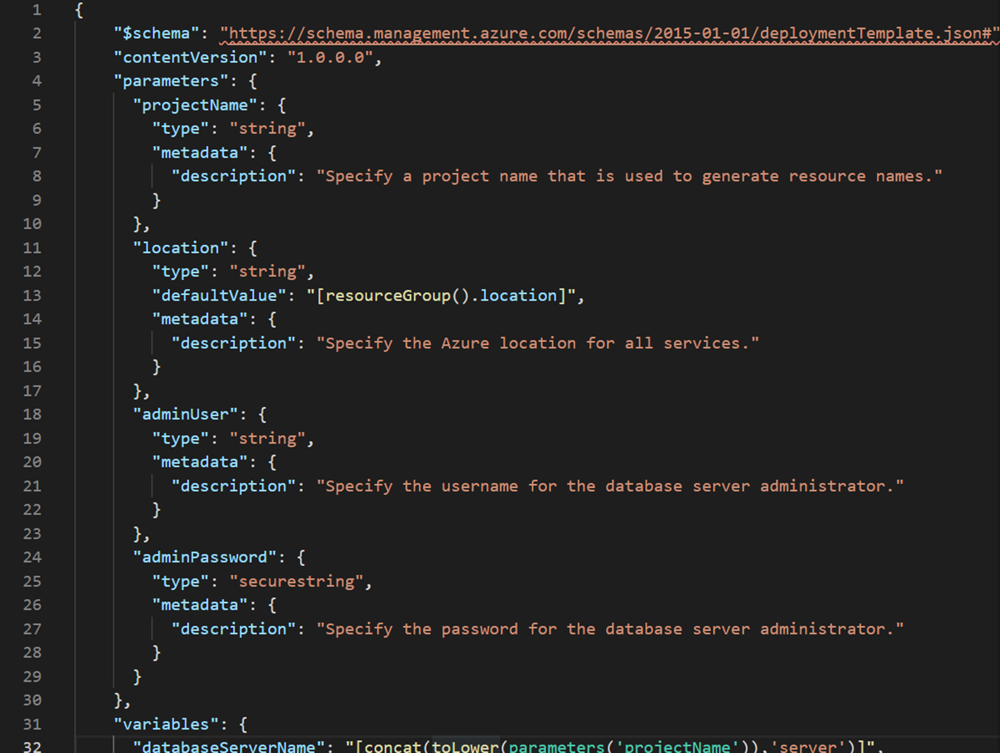 1 {
2 "$schema": "https://schema.management.azure.com/schemas/2015-01-01/deploymentTemplate.json#"
3 "contentVersion": "1.0.0.0",
4 "parameters": {
5 "projectName": {
6 "type": "string",
7 "metadata": {
8 "description": "Specify a project name that is used to generate resource names."
9 }
10 },
11 "location": {
12 "type": "string",
13 "defaultValue": "[resourceGroup().location]",
14 "metadata": {
15 "description": "Specify the Azure location for all services."
16 }
17 },
18 "adminUser": {
19 "type": "string",
20 "metadata": {
21 "description": "Specify the username for the database server administrator."
22 }
23 },
24 "adminPassword": {
25 "type": "securestring",
26 "metadata": {
27 "description": "Specify the password for the database server administrator."
28 }
29 }
30 },
31 "variables": {
32 "databaseServerName": "[concat(toLower(parameters('projectName')),'server')]",